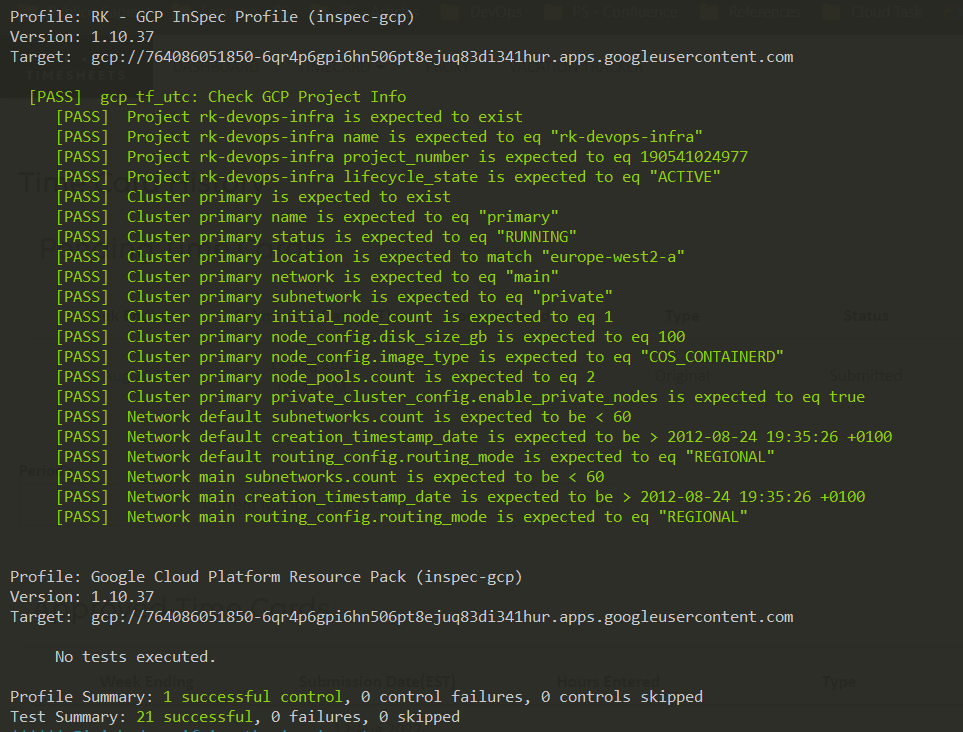 Profile: RK - GCP InSpec Profile (inspec-gcp)
Version: 1.10.37
Target:  gcp://764086051850-6qr4p6gpi6hn506pt8ejuq83di341hur.apps.googleusercontent.com
[PASS]  gcp_tf_utc: Check GCP Project Info
[PASS]  Project rk-devops-infra is expected to exist
[PASS]  Project rk-devops-infra name is expected to eq "rk-devops-infra"
[PASS]  Project rk-devops-infra project_number is expected to eq 190541024977
[PASS]  Project rk-devops-infra lifecycle_state is expected to eq "ACTIVE"
[PASS]  Cluster primary is expected to exist
[PASS]  Cluster primary name is expected to eq "primary"
[PASS]  Cluster primary status is expected to eq "RUNNING"
[PASS]  Cluster primary location is expected to match "europe-west2-a"
[PASS]  Cluster primary network is expected to eq "main"
[PASS]  Cluster primary subnetwork is expected to eq "private"
[PASS]  Cluster primary initial_node_count is expected to eq 1
[PASS]  Cluster primary node_config.disk_size_gb is expected to eq 100
[PASS]  Cluster primary node_config.image_type is expected to eq "COS_CONTAINERD"
[PASS]  Cluster primary node_pools.count is expected to eq 2
[PASS]  Cluster primary private_cluster_config.enable_private_nodes is expected to eq true
[PASS]  Network default subnetworks.count is expected to be < 60
[PASS]  Network default creation_timestamp_date is expected to be > 2012-08-24 19:35:26 +0100
[PASS]  Network default routing_config.routing_mode is expected to eq "REGIONAL"
[PASS]  Network main subnetworks.count is expected to be < 60
[PASS]  Network main creation_timestamp_date is expected to be > 2012-08-24 19:35:26 +0100
[PASS]  Network main routing_config.routing_mode is expected to eq "REGIONAL"
Profile: Google Cloud Platform Resource Pack (inspec-gcp)
Version: 1.10.37
Target:  gcp://764086051850-6qr4p6gpi6hn506pt8ejuq83di341hur.apps.googleusercontent.com
No tests executed.
Profile Summary: 1 successful control, 0 control failures, 0 controls skipped
Test Summary: 21 successful, 0 failures, 0 skipped